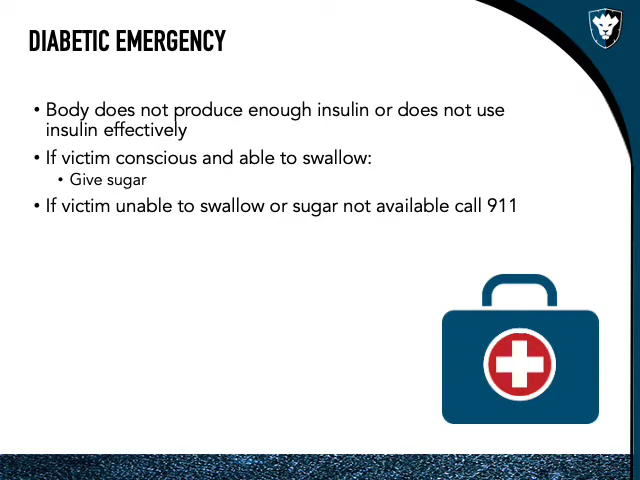 DIABETIC EMERGENCY
• Body does not produce enough insulin or does not use
insulin effectively
• If victim conscious and able to swallow:
• Give sugar
• If victim unable to swallow or sugar not available call 911